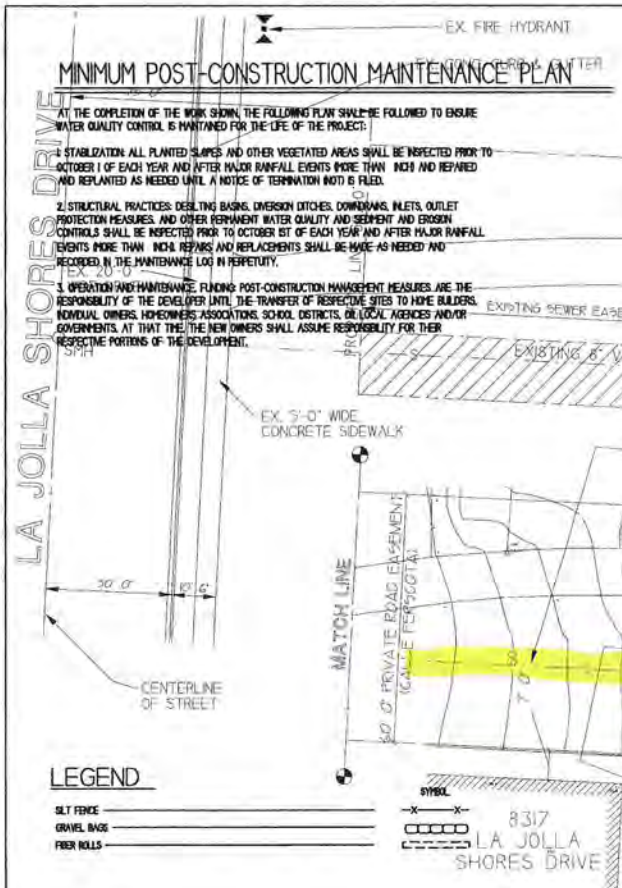 EX. FIRE HYDRANT
EX. CONC. CURB & GUTTER
MINIMUM POST-CONSTRUCTION MAINTENANCE PLAN
AT THE COMPLETION OF THE WORK SHOWN, THE FOLLOWING PLAN SHALL BE FOLLOWED TO ENSURE
WATER QUALITY CONTROL IS MANTAINED FOR THE LIFE OF THE PROJECT:
1. STABILIZATION: ALL PLANTED SLOPES AND OTHER VEGETATED AREAS SHALL BE INSPECTED PRIOR TO
OCTOBER 1 OF EACH YEAR AND AFTER MAJOR RAINFALL EVENTS (MORE THAN INCH) AND REPAIRED
AND REPLANTED AS NEEDED UNTIL A NOTICE OF TERMINATION (NOT) IS FILED.
2. STRUCTURAL PRACTICES: DESILTING BASINS, DIVERSION DITCHES, DOWNDRAINS, INLETS, OUTLET
PROTECTION MEASURES, AND OTHER PERMANENT WATER QUALITY AND SEDIMENT AND EROSION
CONTROLS SHALL BE INSPECTED PRIOR TO OCTOBER 1ST OF EACH YEAR AND AFTER MAJOR RAINFALL
EVENTS (MORE THAN INCH). REPAIRS AND REPLACEMENTS SHALL BE MADE AS NEEDED AND
RECORDED IN THE MAINTENANCE LOG IN PERPETUITY.
EX. 20'-0"
3. OPERATION AND MAINTENANCE, FUNDING: POST-CONSTRUCTION MANAGEMENT MEASURES ARE THE
RESPONSIBILITY OF THE DEVELOPER UNTIL THE TRANSFER OF RESPECTIVE SITES TO HOME BUILDERS,
INDIVIDUAL OWNERS, HOMEOWNERS ASSOCIATIONS, SCHOOL DISTRICTS, OR LOCAL AGENCIES AND/OR
GOVERNMENTS. AT THAT TIME, THE NEW OWNERS SHALL ASSUME RESPONSIBILITY FOR THEIR
RESPECTIVE PORTIONS OF THE DEVELOPMENT.
LA JOLLA SHORES DRIVE
SMH
EXISTING SEWER EASE
S
EXISTING 6" V
EX. 5'-0" WIDE
CONCRETE SIDEWALK
MATCH LINE
60'-0" PRIVATE ROAD EASEMENT
30'-0"
10'
CENTERLINE
OF STREET
LEGEND
SYMBOL
SILT FENCE
GRAVEL BAGS
FIBER ROLLS
8317
LA JOLLA
SHORES DRIVE